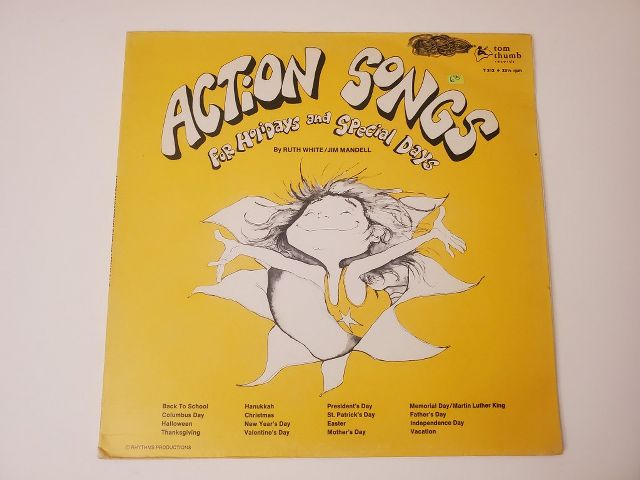 tom
thumb
records
T 313 • 33⅓ rpm
ACTION SONGS
FOR HOLIDAYS and Special Days
By RUTH WHITE/JIM MANDELL
Back To School
Columbus Day
Halloween
Thanksgiving
Hanukkah
Christmas
New Year's Day
Valentine's Day
President's Day
St. Patrick's Day
Easter
Mother's Day
Memorial Day/Martin Luther King
Father's Day
Independence Day
Vacation
© RHYTHMS PRODUCTIONS